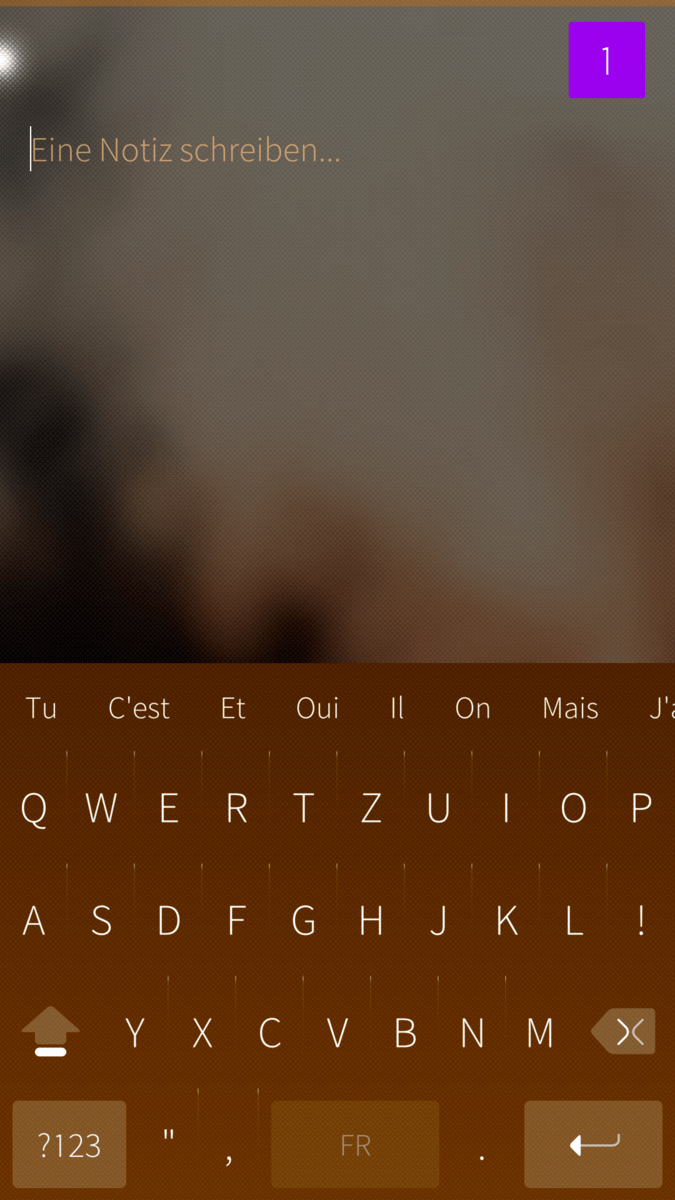 1
Eine Notiz schreiben...
Tu C'est Et Oui Il On Mais J'a
Q W E R T Z U I O P
A S D F G H J K L !
Y X C V B N M
?123 " , FR .